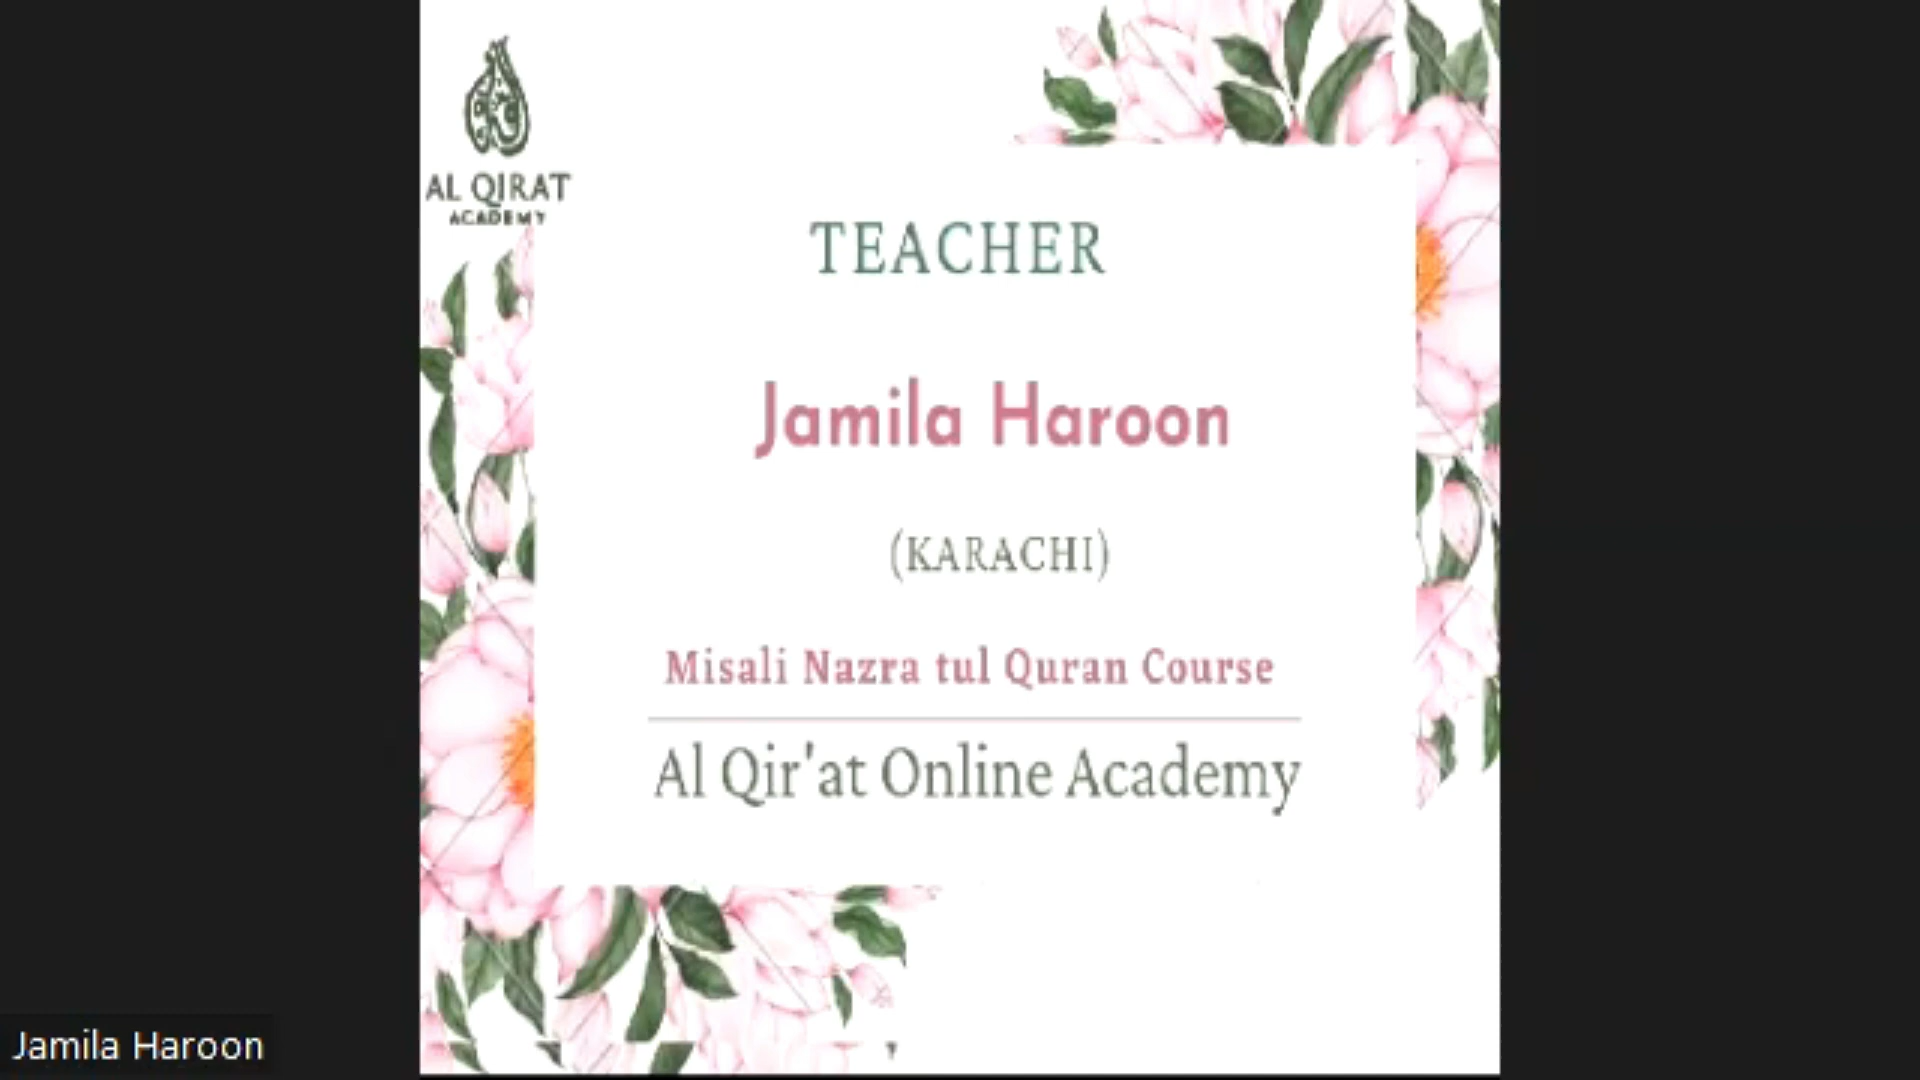 AL QIRAT
ACADEMY
TEACHER
Jamila Haroon
(KARACHI)
Misali Nazra tul Quran Course
Al Qir'at Online Academy
Jamila Haroon